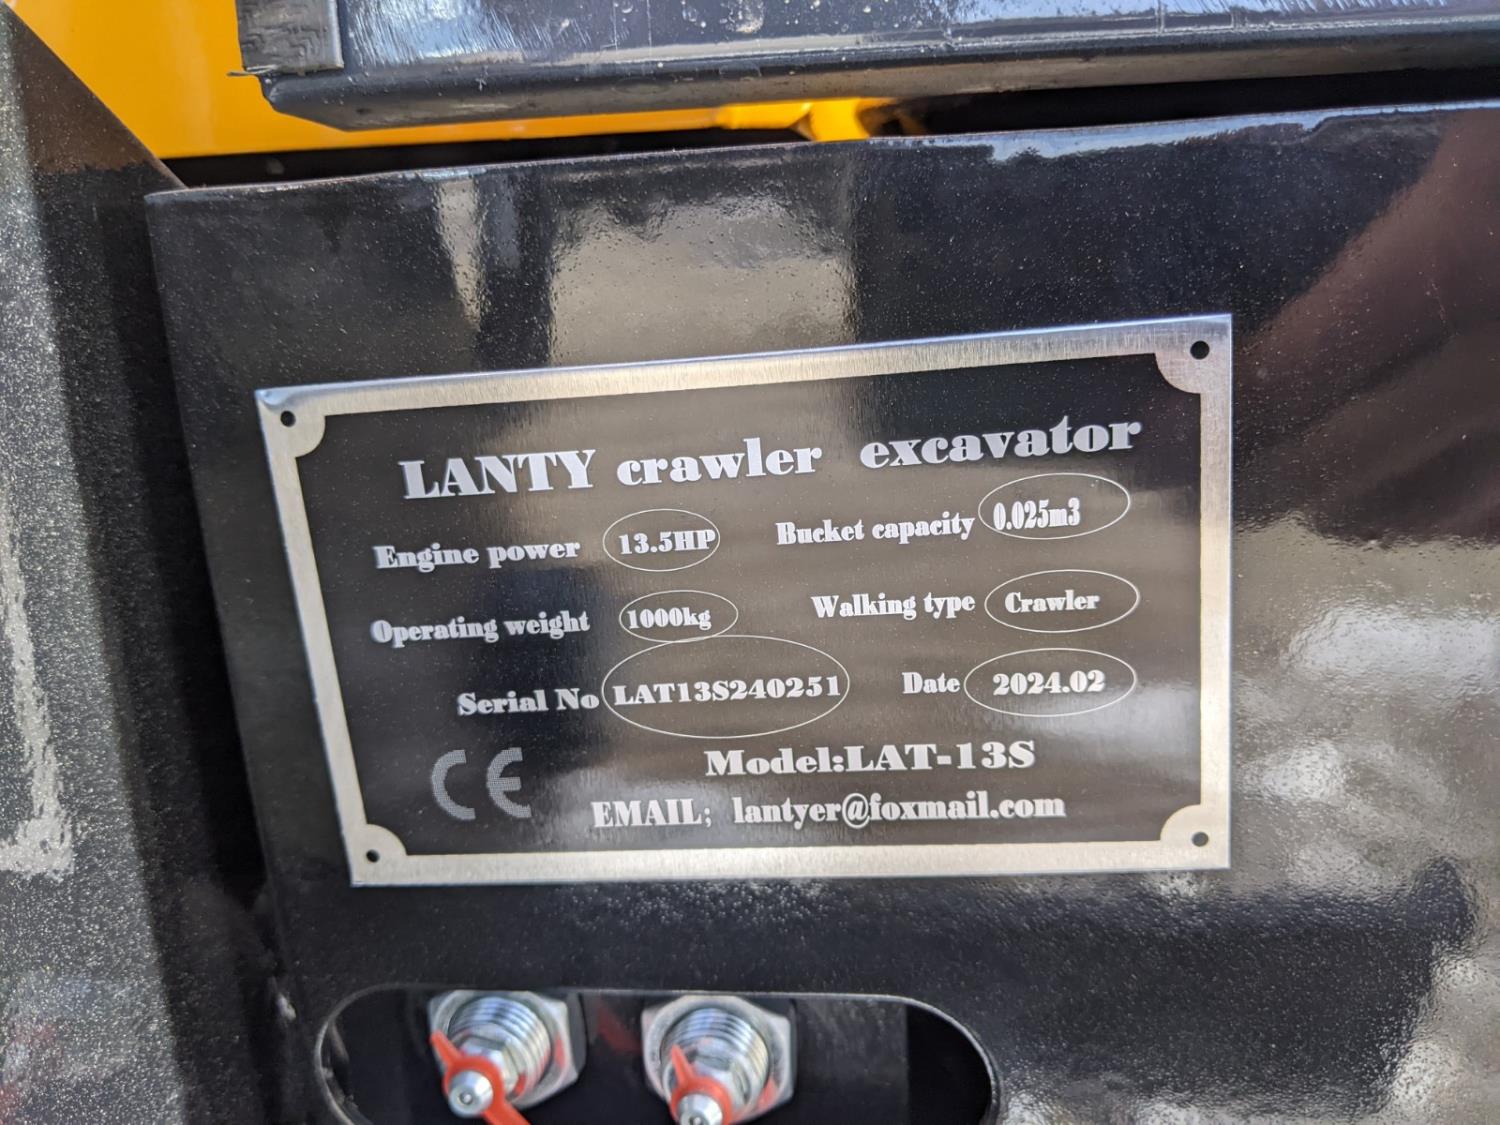 LANTY crawler excavator
Engine power 13.5HP Bucket capacity 0.025m3
Operating weight 1000kg Walking type Crawler
Serial No LAT13S240251 Date 2024.02
CE Model:LAT-13S
EMAIL; lantyer@foxmail.com